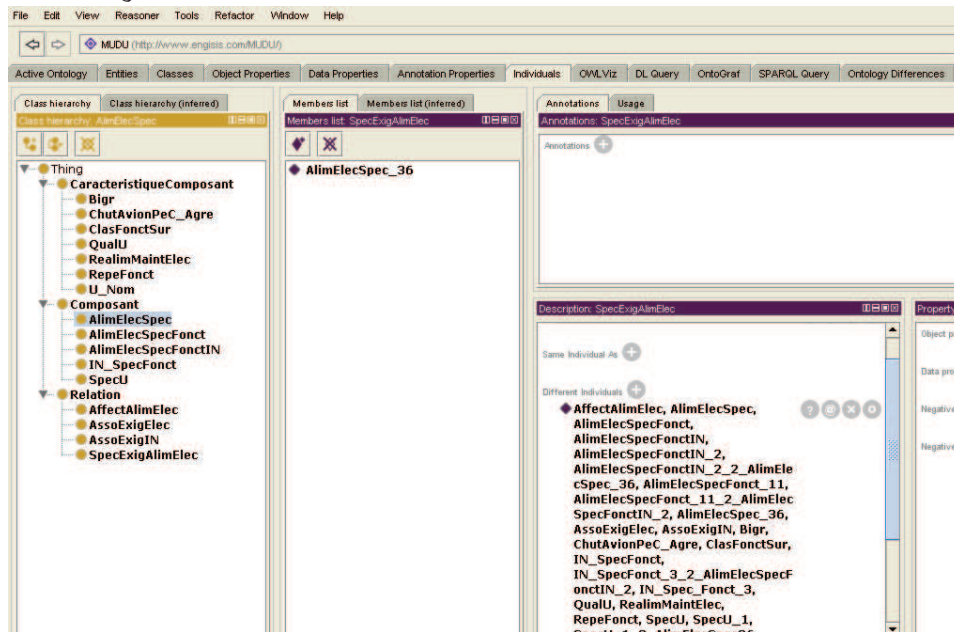 File Edit View Reasoner Tools Refactor Window Help
MUDU (http://www.engisis.com/MUDU/)
Active Ontology Entities Classes Object Properties Data Properties Annotation Properties Individuals OWLViz DL Query OntoGraf SPARQL Query Ontology Differences
Class hierarchy Class hierarchy (inferred)
Class hierarchy: AlimElecSpec
Thing
CaracteristiqueComposant
Bigr
ChutAvionPeC_Agre
ClasFonctSur
QualU
RealimMaintElec
RepeFonct
U_Nom
Composant
AlimElecSpec
AlimElecSpecFonct
AlimElecSpecFonctIN
IN_SpecFonct
SpecU
Relation
AffectAlimElec
AssoExigElec
AssoExigIN
SpecExigAlimElec
Members list Members list (inferred)
Members list: SpecExigAlimElec
AlimElecSpec_36
Annotations Usage
Annotations: SpecExigAlimElec
Annotations
Description: SpecExigAlimElec
Same Individual As
Different Individuals
AffectAlimElec, AlimElecSpec,
AlimElecSpecFonct,
AlimElecSpecFonctIN,
AlimElecSpecFonctIN_2,
AlimElecSpecFonctIN_2_2_AlimEle
cSpec_36, AlimElecSpecFonct_11,
AlimElecSpecFonct_11_2_AlimElec
SpecFonctIN_2, AlimElecSpec_36,
AssoExigElec, AssoExigIN, Bigr,
ChutAvionPeC_Agre, ClasFonctSur,
IN_SpecFonct,
IN_SpecFonct_3_2_AlimElecSpecF
onctIN_2, IN_Spec_Fonct_3,
QualU, RealimMaintElec,
RepeFonct, SpecU, SpecU_1,
Property
Object p
Data pro
Negative
Negative